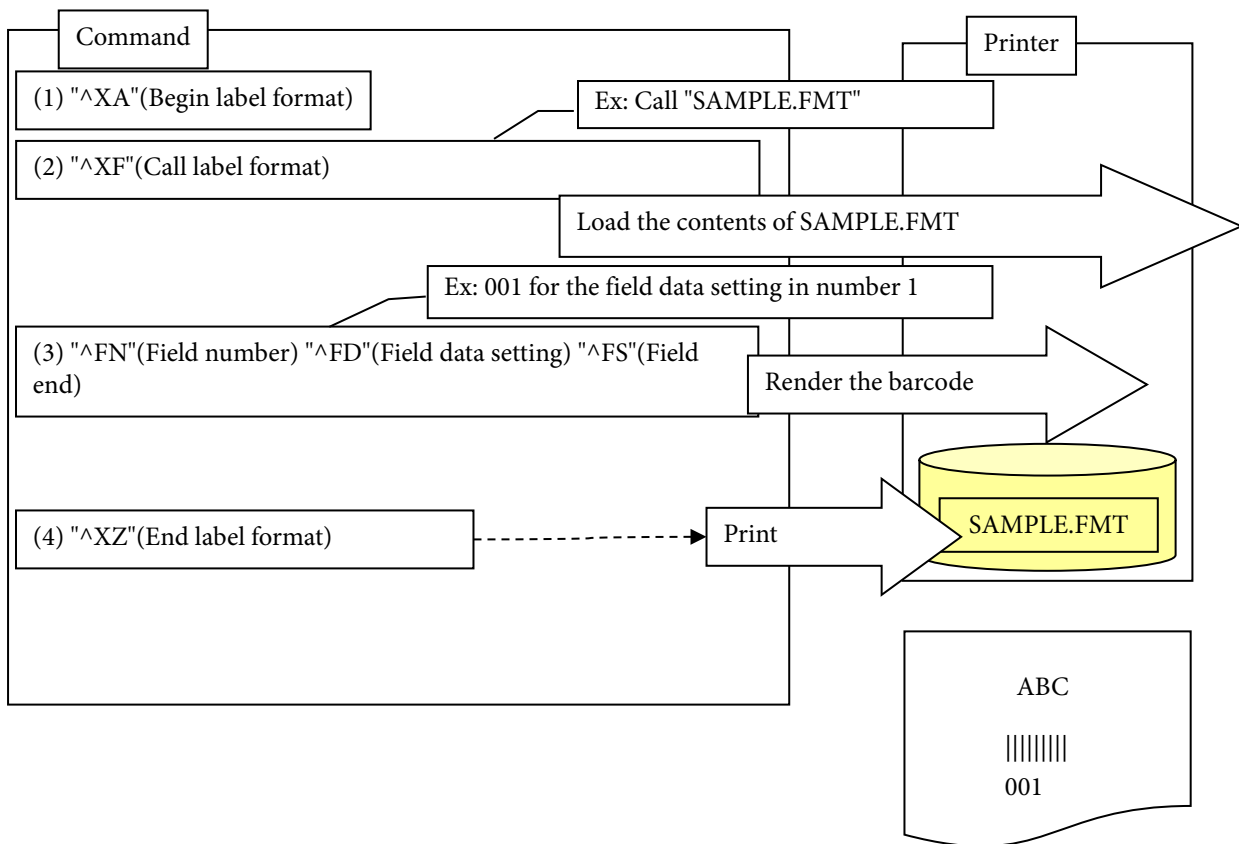 Command
Printer
(1) "^XA"(Begin label format)
Ex: Call "SAMPLE.FMT"
(2) "^XF"(Call label format)
Load the contents of SAMPLE.FMT
Ex: 001 for the field data setting in number 1
(3) "^FN"(Field number) "^FD"(Field data setting) "^FS"(Field
end)
Render the barcode
(4) "^XZ"(End label format)
Print
SAMPLE.FMT
ABC
|||||||||
001